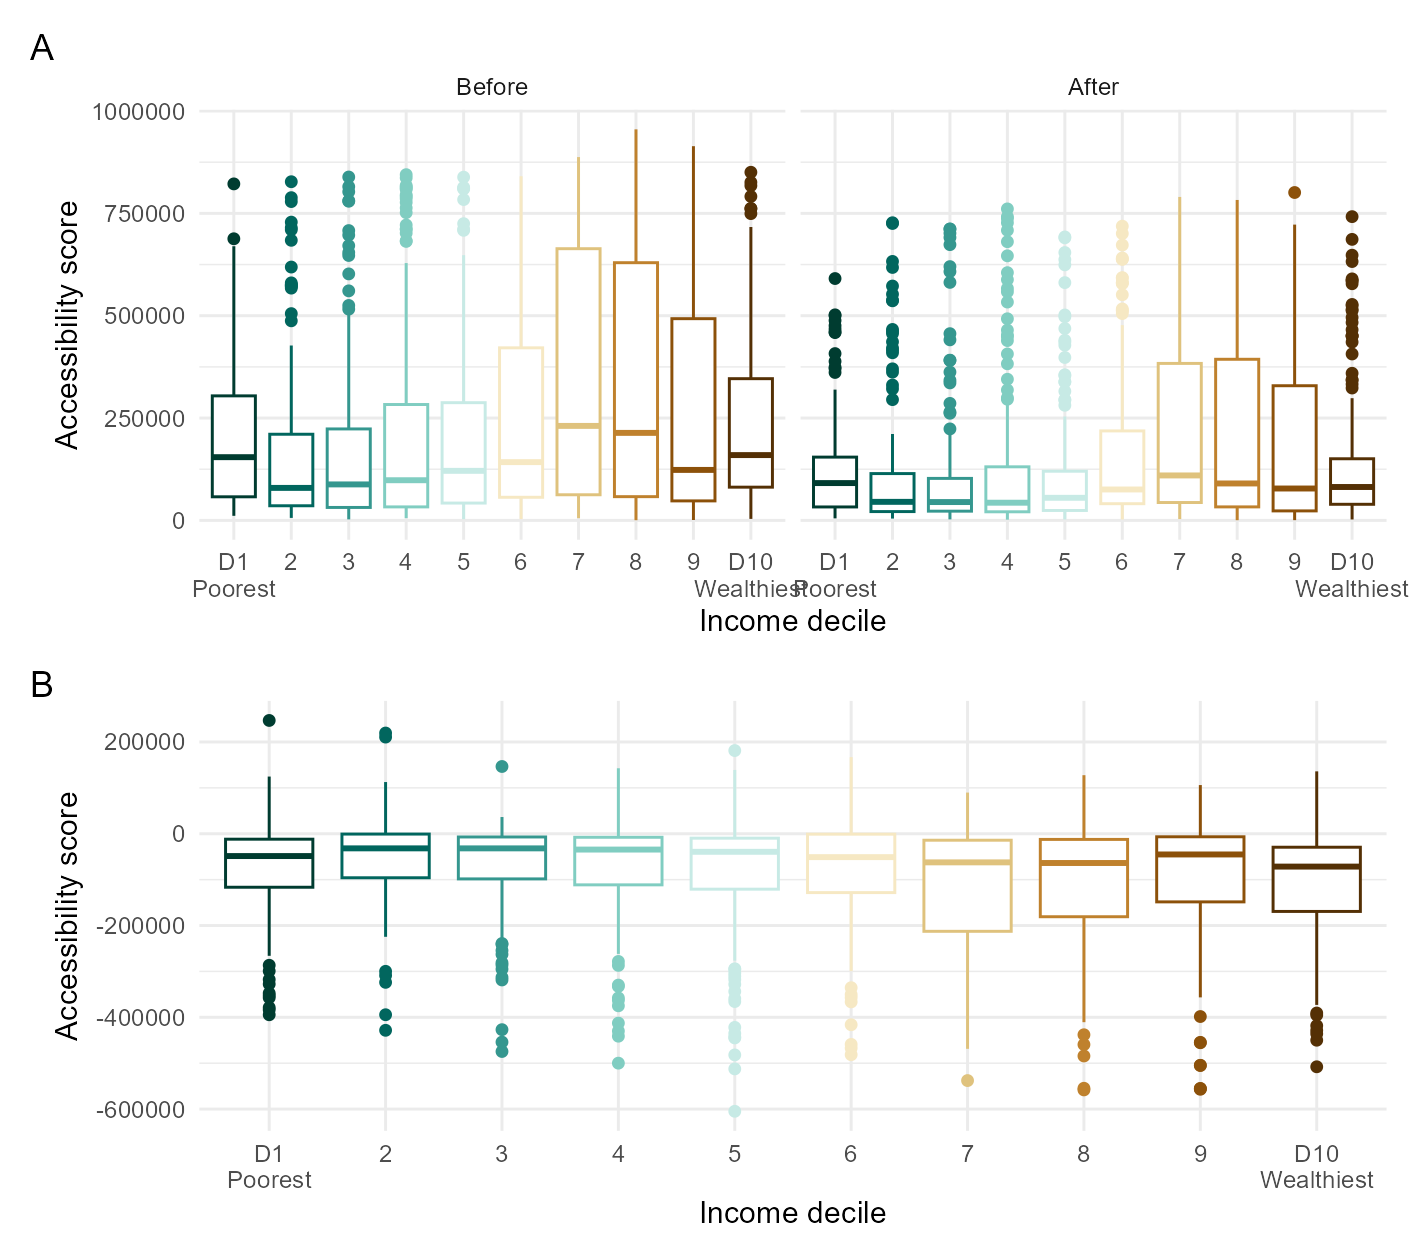 A
Before After
1000000
750000
500000
250000
0
Accessibility score
D1 2 3 4 5 6 7 8 9 D10 D1 2 3 4 5 6 7 8 9 D10
Poorest Wealthiest Poorest Wealthiest
Income decile
B
200000
0
-200000
-400000
-600000
Accessibility score
D1 2 3 4 5 6 7 8 9 D10
Poorest Wealthiest
Income decile